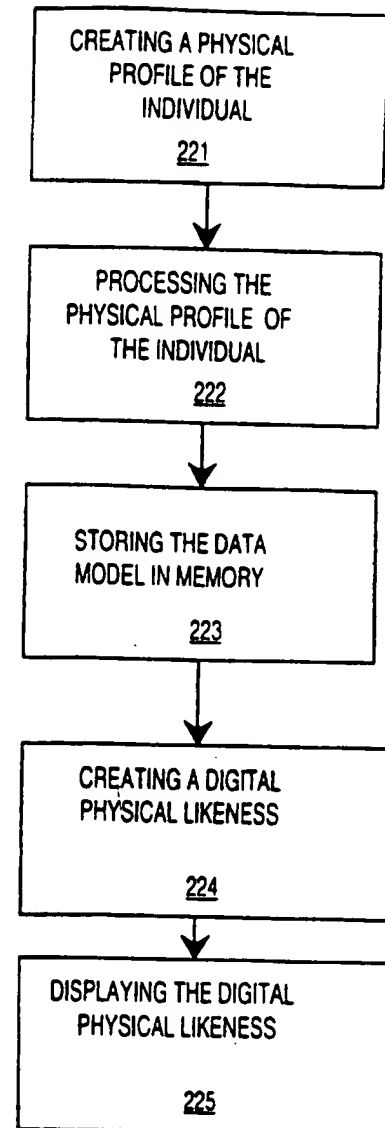 CREATING A PHYSICAL
PROFILE OF THE
INDIVIDUAL
221
PROCESSING THE
PHYSICAL PROFILE OF
THE INDIVIDUAL
222
STORING THE DATA
MODEL IN MEMORY
223
CREATING A DIGITAL
PHYSICAL LIKENESS
224
DISPLAYING THE DIGITAL
PHYSICAL LIKENESS
225